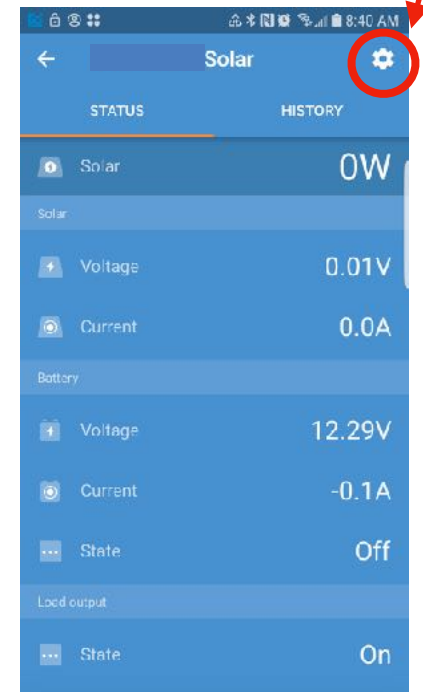 8:40 AM
Solar
STATUS
HISTORY
Solar 0W
Solar
Voltage 0.01V
Current 0.0A
Battery
Voltage 12.29V
Current -0.1A
State Off
Load output
State On